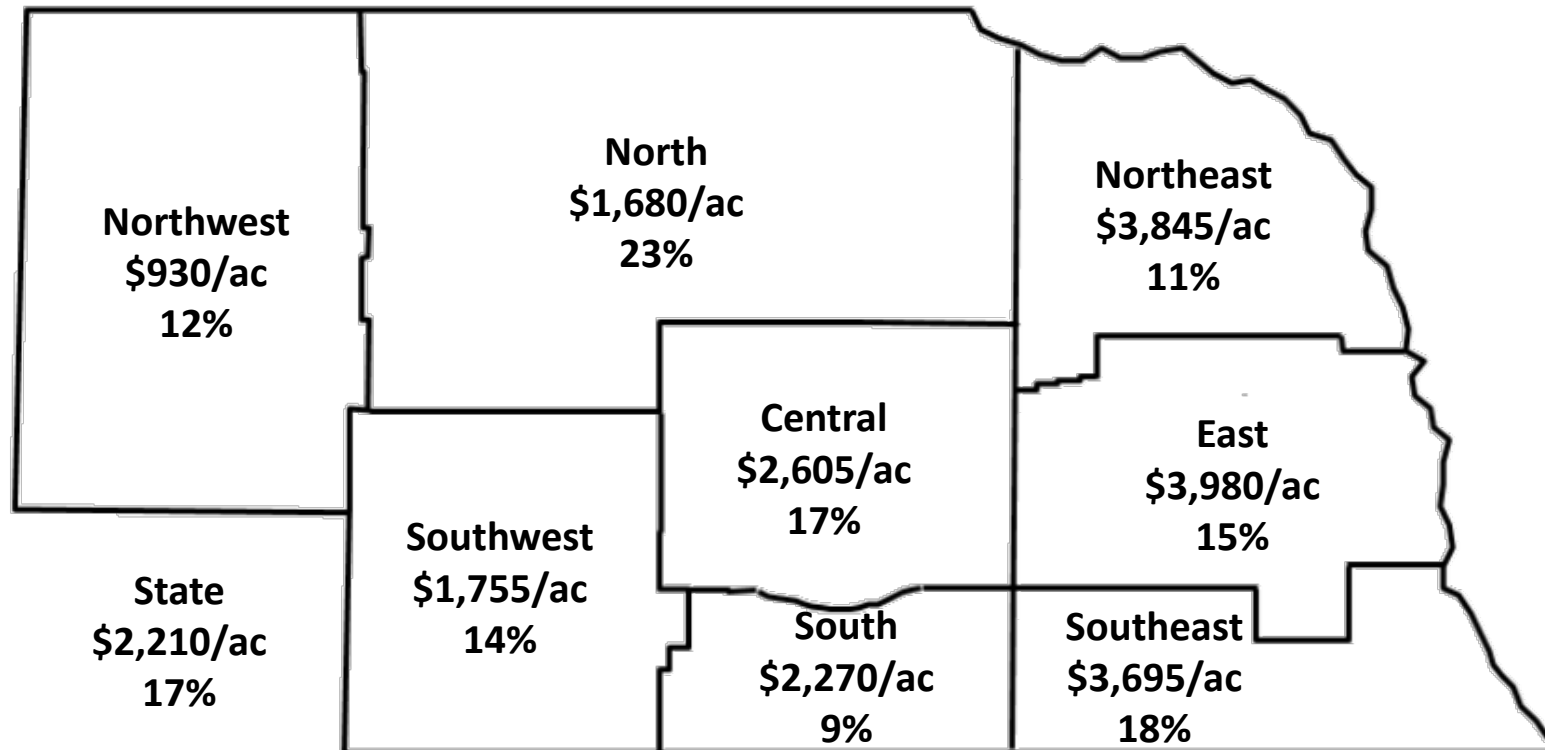 North
$1,680/ac
23%
Northeast
$3,845/ac
11%
Northwest
$930/ac
12%
Central
$2,605/ac
17%
East
$3,980/ac
15%
Southwest
$1,755/ac
14%
State
$2,210/ac
17%
South
$2,270/ac
9%
Southeast
$3,695/ac
18%